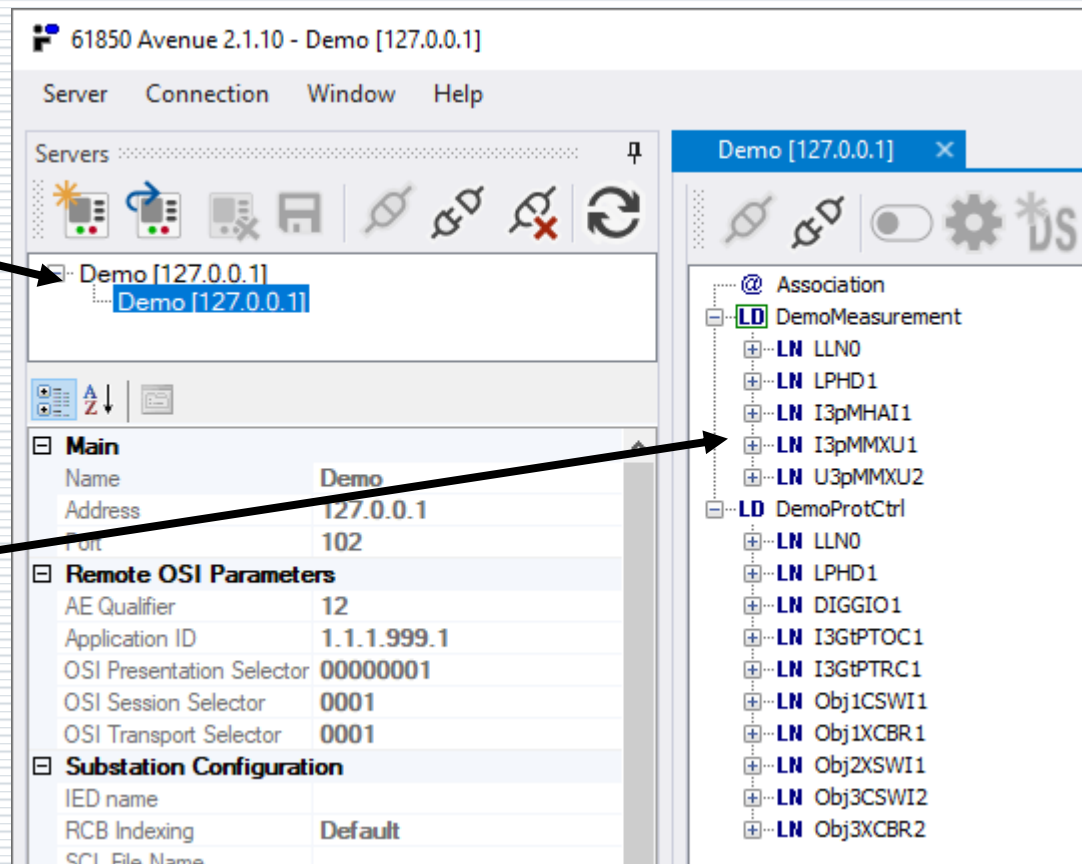 61850 Avenue 2.1.10 - Demo [127.0.0.1]
Server Connection Window Help
Servers
Demo [127.0.0.1]
Demo [127.0.0.1]
Main
Name Demo
Address 127.0.0.1
Port 102
Remote OSI Parameters
AE Qualifier 12
Application ID 1.1.1.999.1
OSI Presentation Selector 00000001
OSI Session Selector 0001
OSI Transport Selector 0001
Substation Configuration
IED name
RCB Indexing Default
SCL File Name
Demo [127.0.0.1]
DS
@ Association
LD DemoMeasurement
LN LLN0
LN LPHD1
LN I3pMHAI1
LN I3pMMXU1
LN U3pMMXU2
LD DemoProtCtrl
LN LLN0
LN LPHD1
LN DIGGIO1
LN I3GtPTOC1
LN I3GtPTRC1
LN Obj1CSWI1
LN Obj1XCBR1
LN Obj2XSWI1
LN Obj3CSWI2
LN Obj3XCBR2